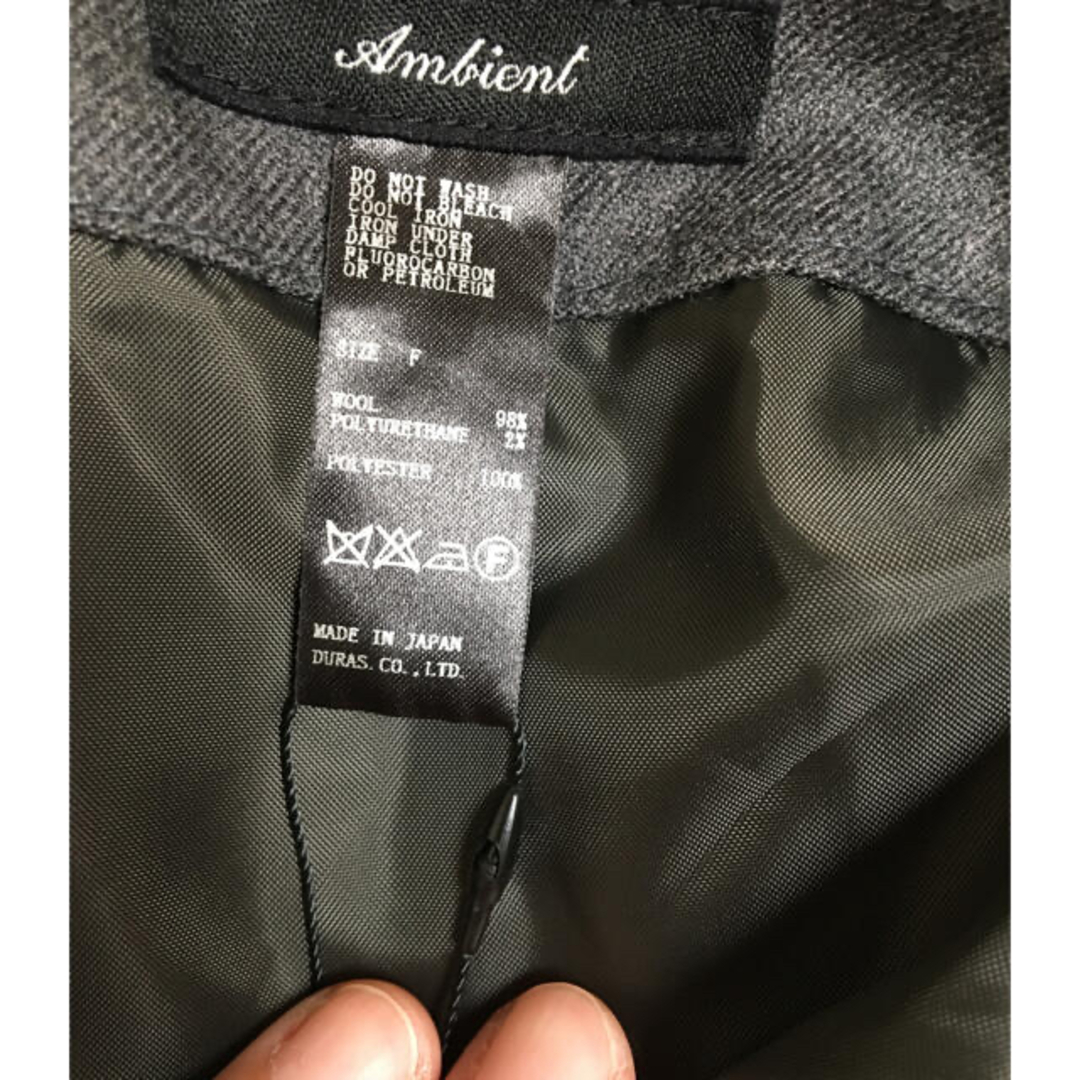 Ambient
DO NOT WASH
DO NOT BLEACH
COOL IRON
IRON UNDER
DAMP CLOTH
FLUOROCARBON
OR PETROLEUM
SIZE F
WOOL 98%
POLYURETHANE 2%
POLYESTER 100%
F
MADE IN JAPAN
DURAS.CO.,LTD.